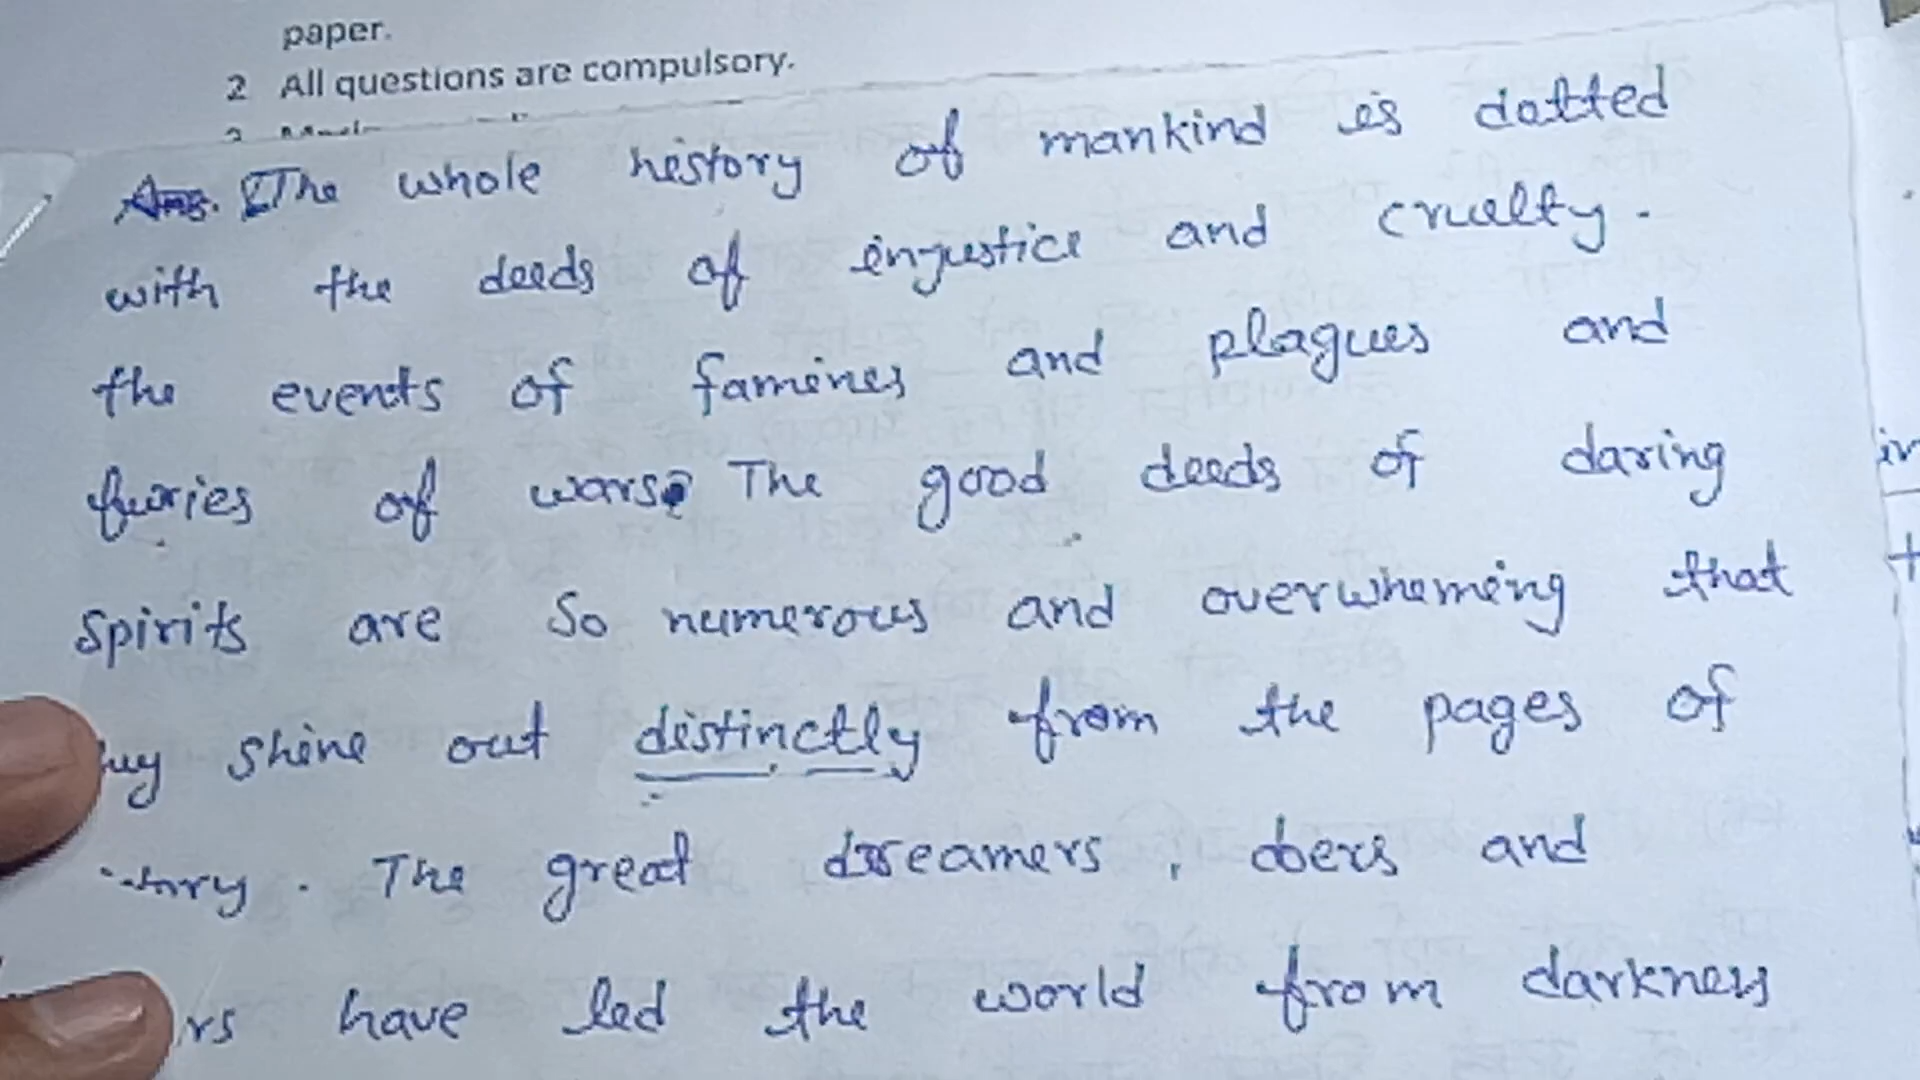 paper.
2 All questions are compulsory.
Ans. The whole history of mankind is dotted
with the deeds of injustice and cruelty.
the events of famines and plagues and
furies of wars. The good deeds of daring
spirits are so numerous and overwheming that
shine out distinctly from the pages of
The great dreamers, doers and
have led the world from darkness